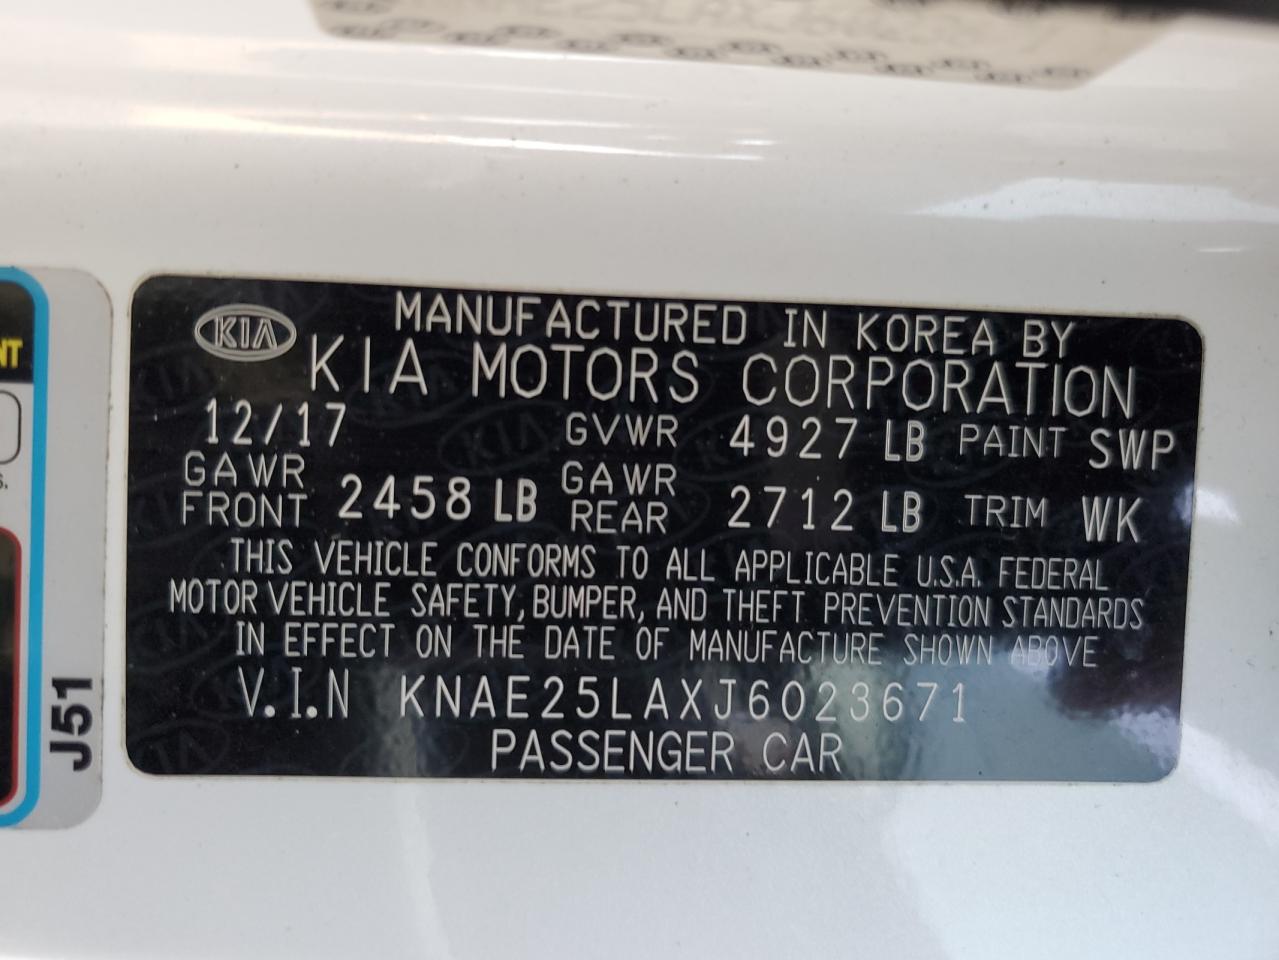 MANUFACTURED IN KOREA BY
KIA KIA MOTORS CORPORATION
12/17 GVWR 4927 LB PAINT SWP
GAWR FRONT 2458 LB GAWR REAR 2712 LB TRIM WK
THIS VEHICLE CONFORMS TO ALL APPLICABLE U.S.A. FEDERAL
MOTOR VEHICLE SAFETY, BUMPER, AND THEFT PREVENTION STANDARDS
IN EFFECT ON THE DATE OF MANUFACTURE SHOWN ABOVE
V.I.N KNAE25LAXJ6023671
PASSENGER CAR
J51